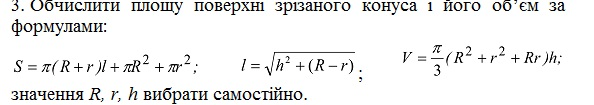 3. Обчислити площу поверхні зрізаного конуса і його об’єм за
формулами:
S = π(R + r)l + πR² + πr²; l = √(h² + (R − r)) ; V = π/3 (R² + r² + Rr)h;
значення R, r, h вибрати самостійно.